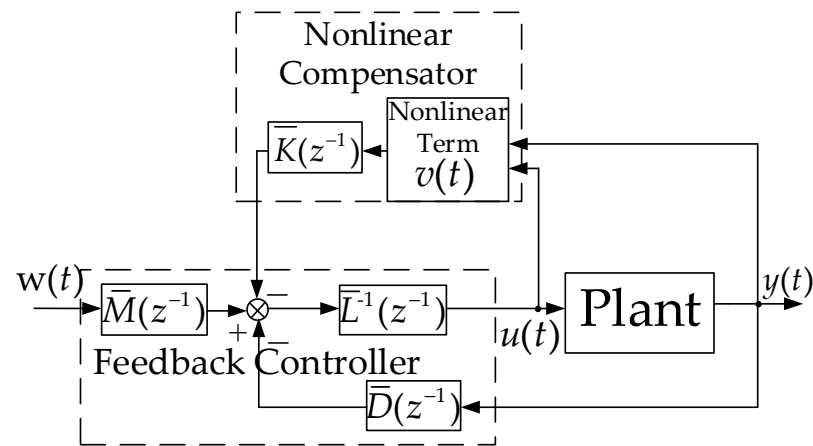 Nonlinear
Compensator
Nonlinear
Term
v(t)
K̅(z⁻¹)
w(t)
M̅(z⁻¹)
−
+
−
L̅⁻¹(z⁻¹)
u(t)
Plant
y(t)
Feedback Controller
D̅(z⁻¹)